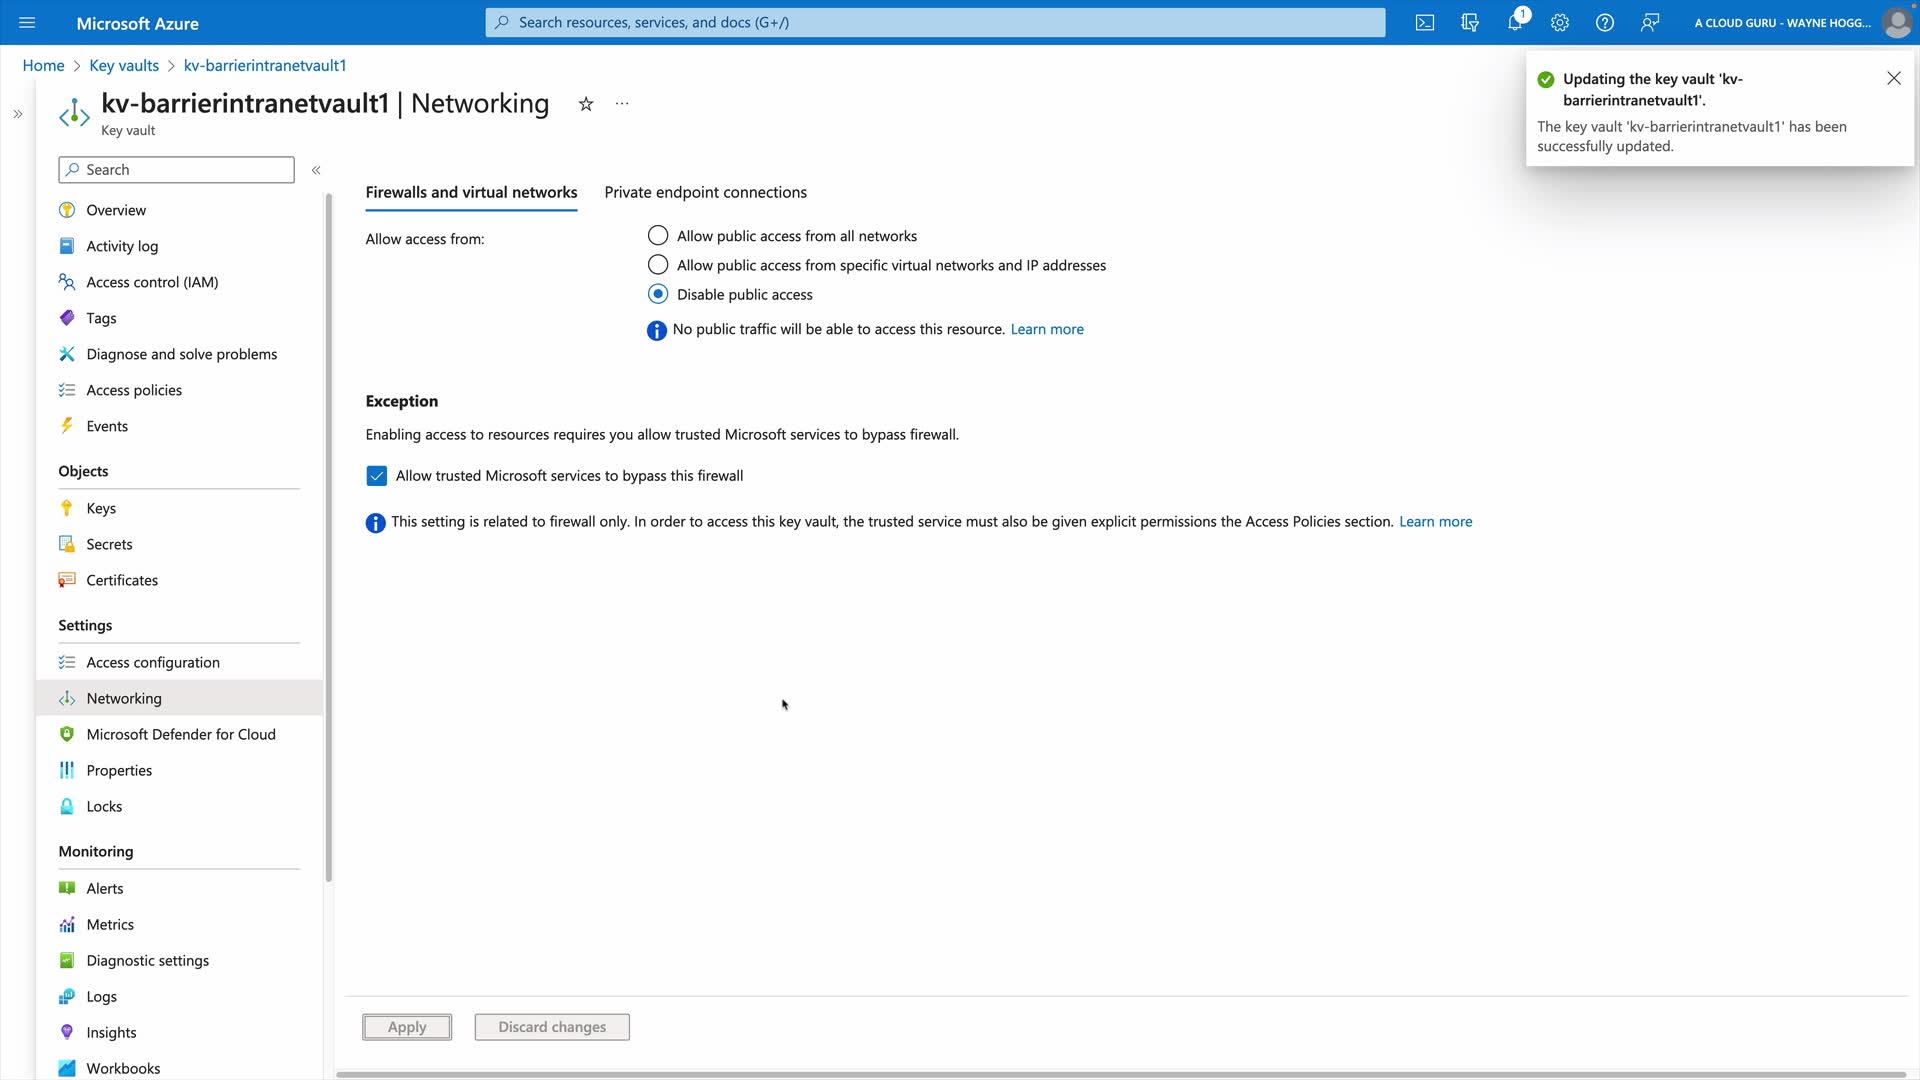 Microsoft Azure
Search resources, services, and docs (G+/)
1
A CLOUD GURU - WAYNE HOGG...
Home > Key vaults > kv-barrierintranetvault1
Updating the key vault 'kv-
barrierintranetvault1'.
The key vault 'kv-barrierintranetvault1' has been
successfully updated.
kv-barrierintranetvault1 | Networking
Key vault
Search
Overview
Activity log
Access control (IAM)
Tags
Diagnose and solve problems
Access policies
Events
Objects
Keys
Secrets
Certificates
Settings
Access configuration
Networking
Microsoft Defender for Cloud
Properties
Locks
Monitoring
Alerts
Metrics
Diagnostic settings
Logs
Insights
Workbooks
Firewalls and virtual networks
Private endpoint connections
Allow access from:
Allow public access from all networks
Allow public access from specific virtual networks and IP addresses
Disable public access
No public traffic will be able to access this resource. Learn more
Exception
Enabling access to resources requires you allow trusted Microsoft services to bypass firewall.
Allow trusted Microsoft services to bypass this firewall
This setting is related to firewall only. In order to access this key vault, the trusted service must also be given explicit permissions the Access Policies section. Learn more
Apply
Discard changes